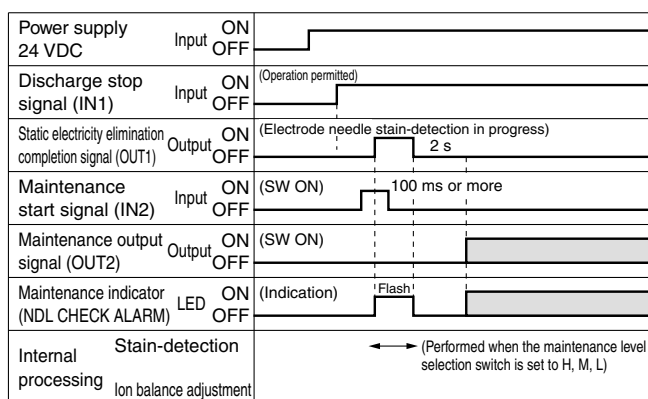 Power supply
24 VDC
Input
ON
OFF
Discharge stop
signal (IN1)
Input
ON
OFF
(Operation permitted)
Static electricity elimination
completion signal (OUT1)
Output
ON
OFF
(Electrode needle stain-detection in progress)
2 s
Maintenance
start signal (IN2)
Input
ON
OFF
(SW ON)
100 ms or more
Maintenance output
signal (OUT2)
Output
ON
OFF
(SW ON)
Maintenance indicator
(NDL CHECK ALARM)
LED
ON
OFF
(Indication)
Flash
Internal
processing
Stain-detection
Ion balance adjustment
(Performed when the maintenance level
selection switch is set to H, M, L)